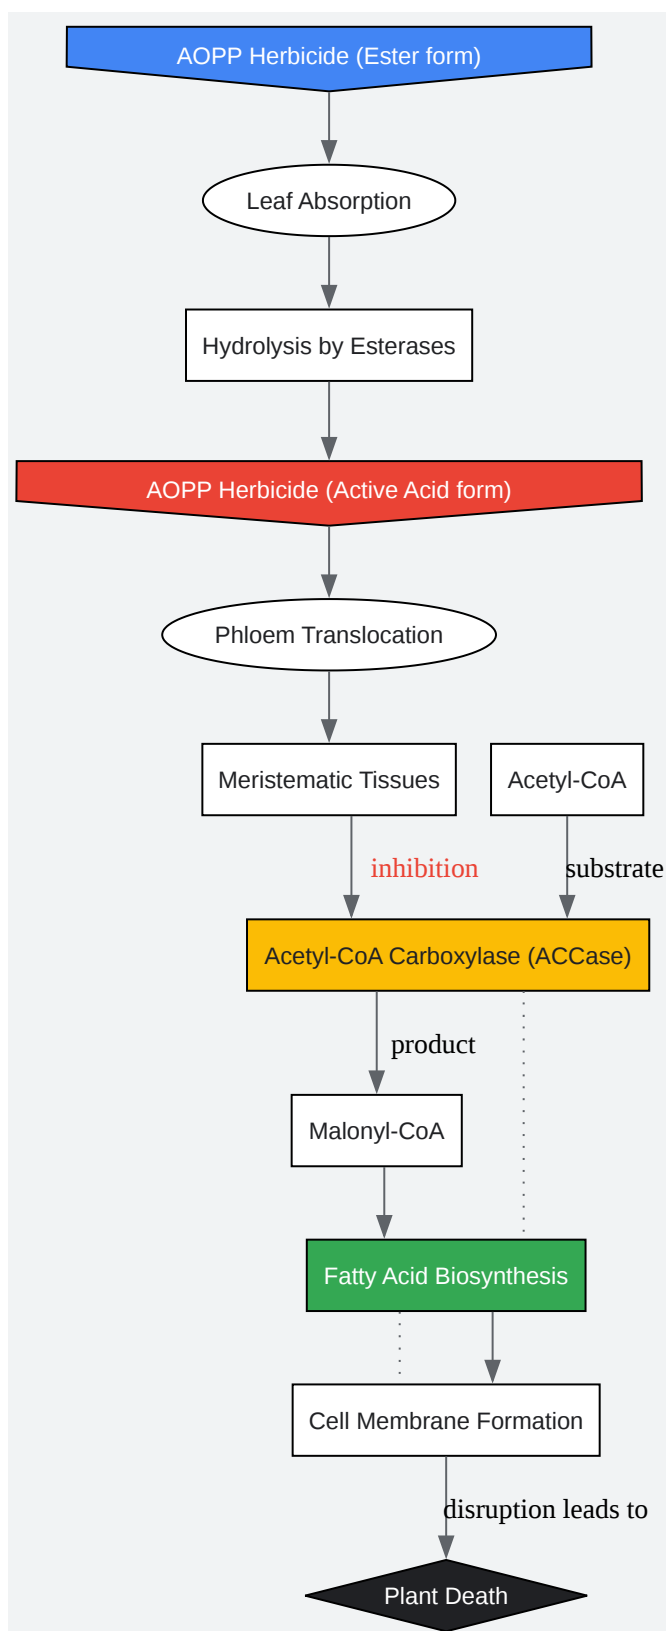 AOPP Herbicide (Ester form)
Leaf Absorption
Hydrolysis by Esterases
AOPP Herbicide (Active Acid form)
Phloem Translocation
Meristematic Tissues
Acetyl-CoA
inhibition
substrate
Acetyl-CoA Carboxylase (ACCase)
product
Malonyl-CoA
Fatty Acid Biosynthesis
Cell Membrane Formation
disruption leads to
Plant Death